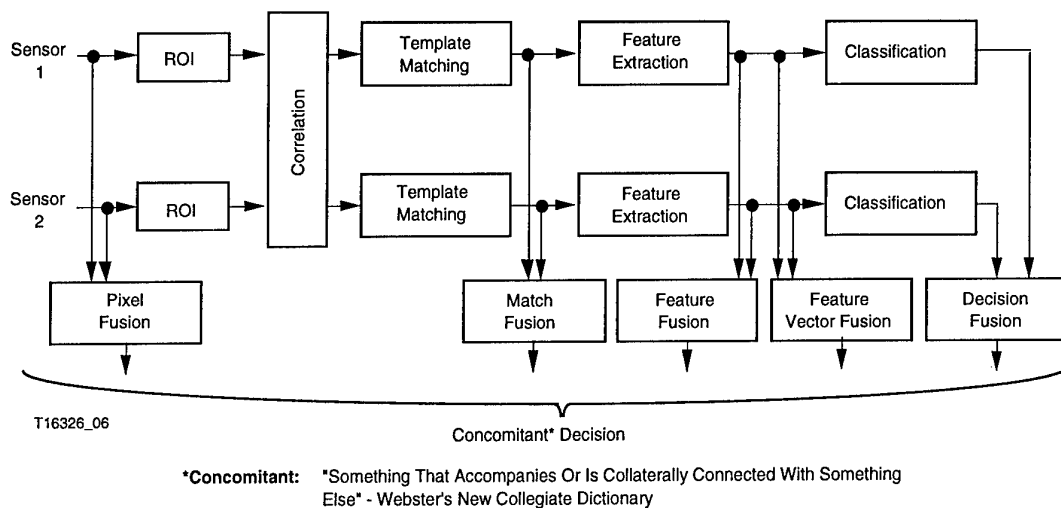 Sensor
1
ROI
Correlation
Template
Matching
Feature
Extraction
Classification
Sensor
2
ROI
Template
Matching
Feature
Extraction
Classification
Pixel
Fusion
Match
Fusion
Feature
Fusion
Feature
Vector Fusion
Decision
Fusion
T16326_06
Concomitant* Decision
*Concomitant: "Something That Accompanies Or Is Collaterally Connected With Something
Else" - Webster's New Collegiate Dictionary